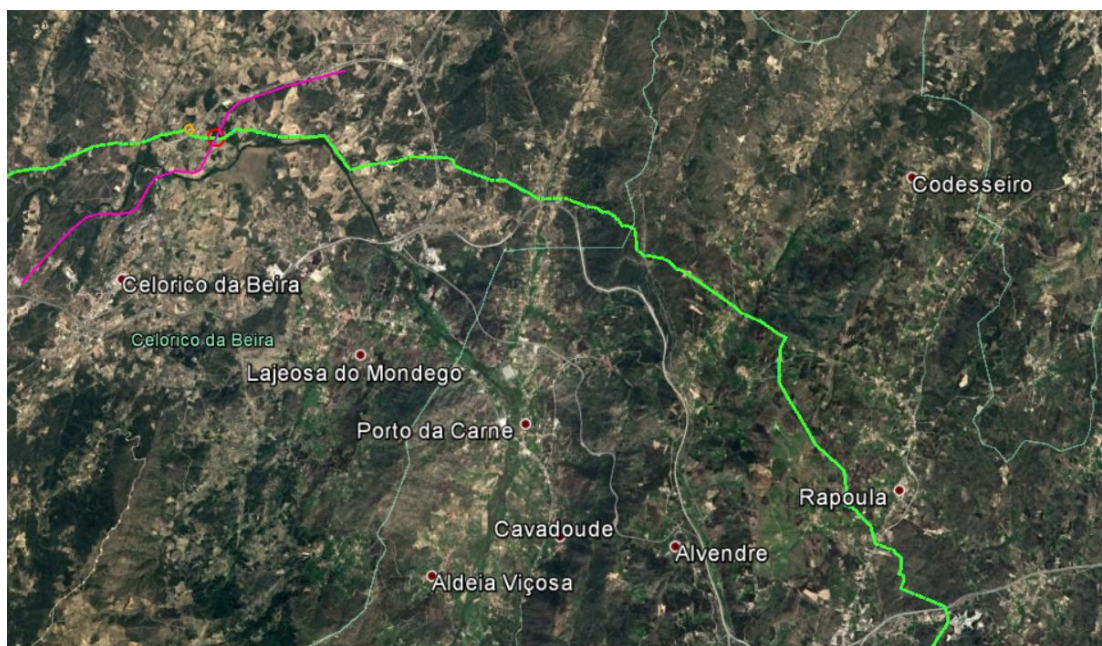 Codesseiro
Celorico da Beira
Celorico da Beira
Lajeosa do Mondego
Porto da Carne
Rapoula
Cavadoude
Alvendre
Aldeia Viçosa